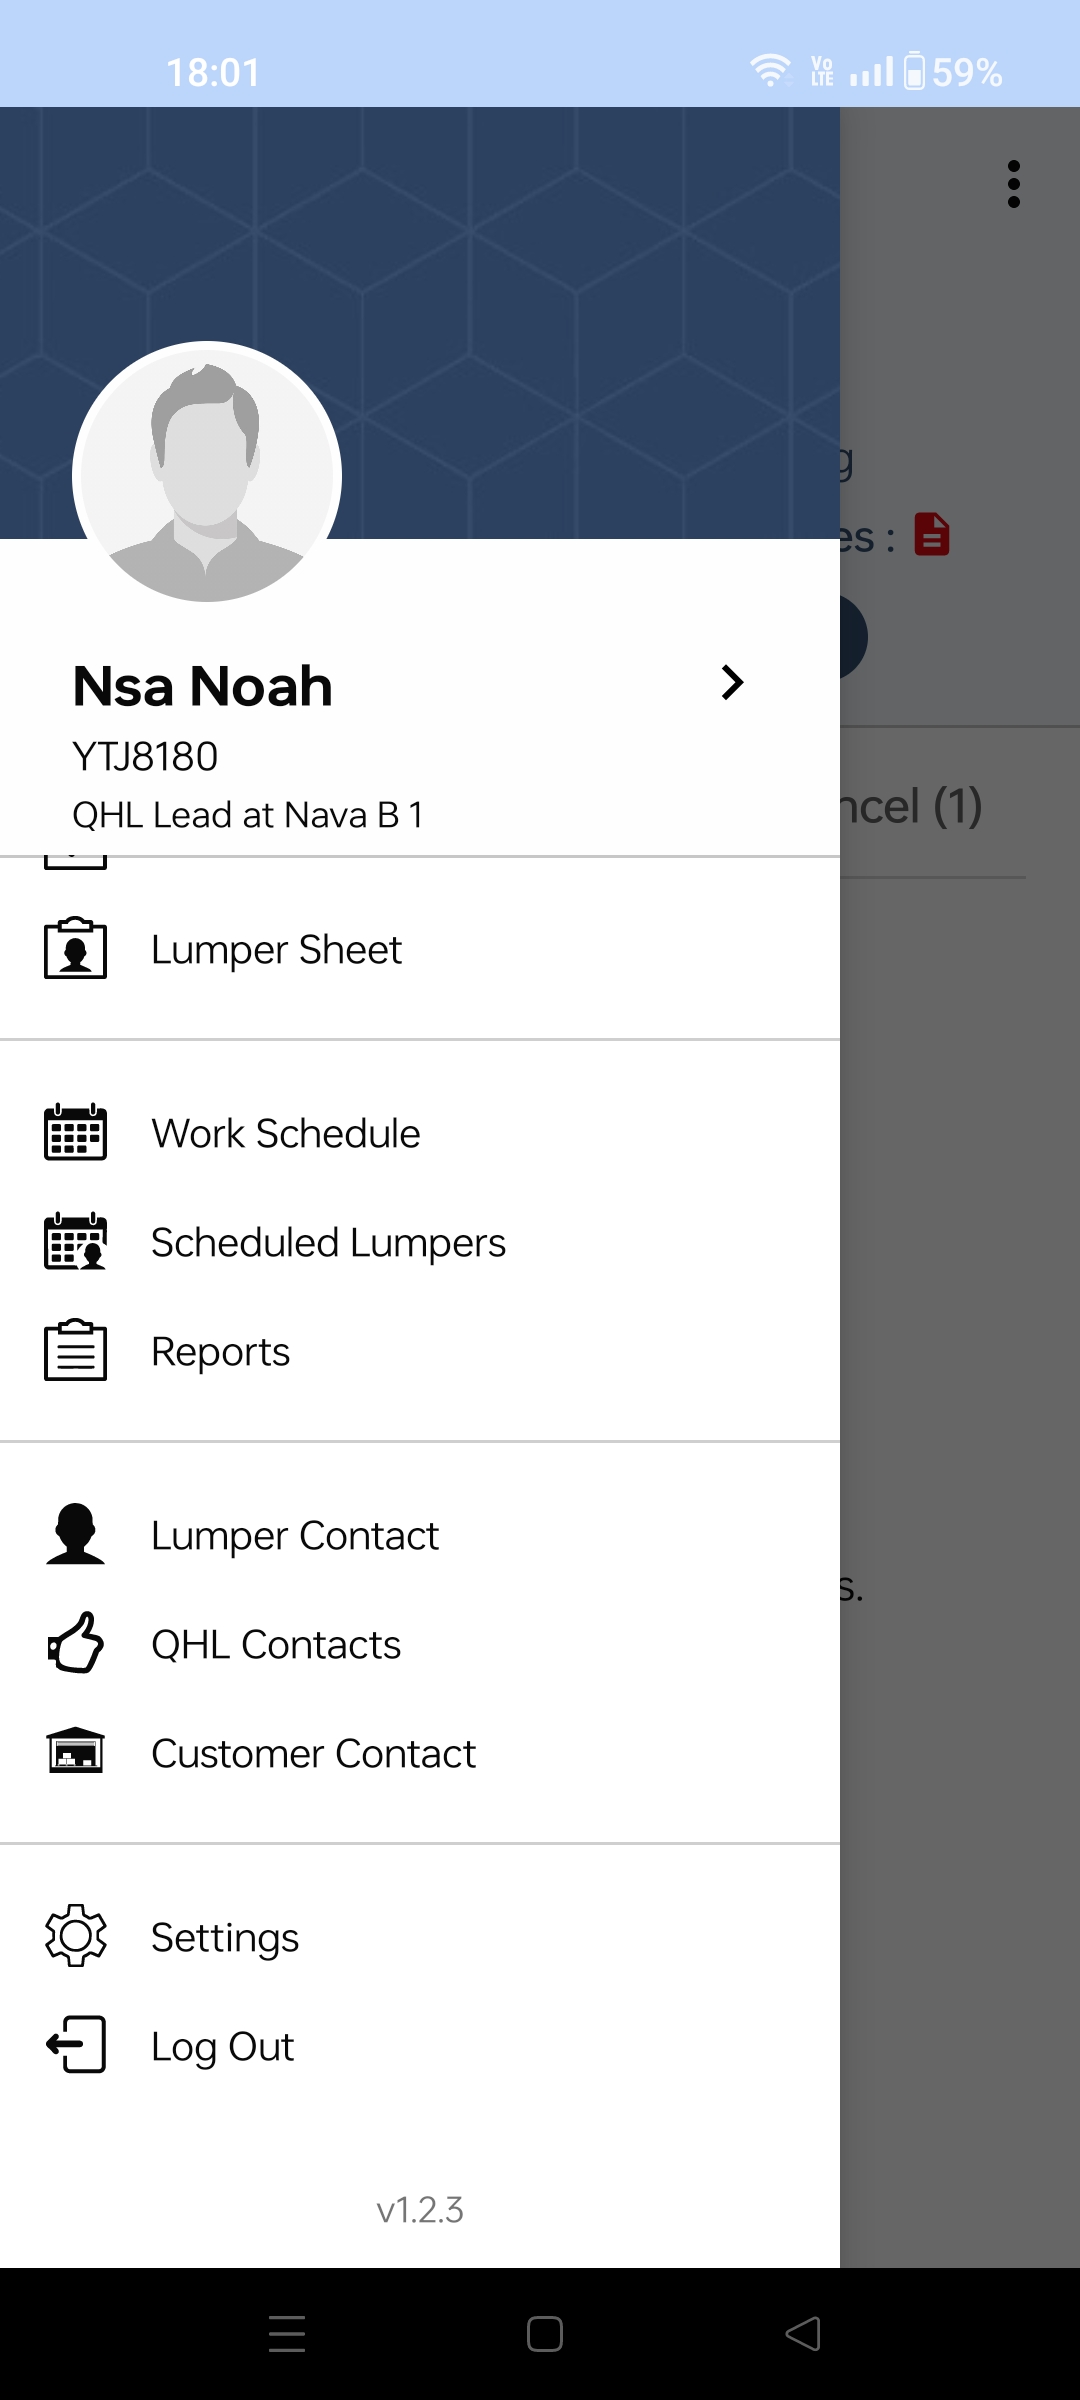 18:01 Vo LTE 59%
Nsa Noah
YTJ8180
QHL Lead at Nava B 1
es :
ncel (1)
Lumper Sheet
Work Schedule
Scheduled Lumpers
Reports
Lumper Contact
s.
QHL Contacts
Customer Contact
Settings
Log Out
v1.2.3